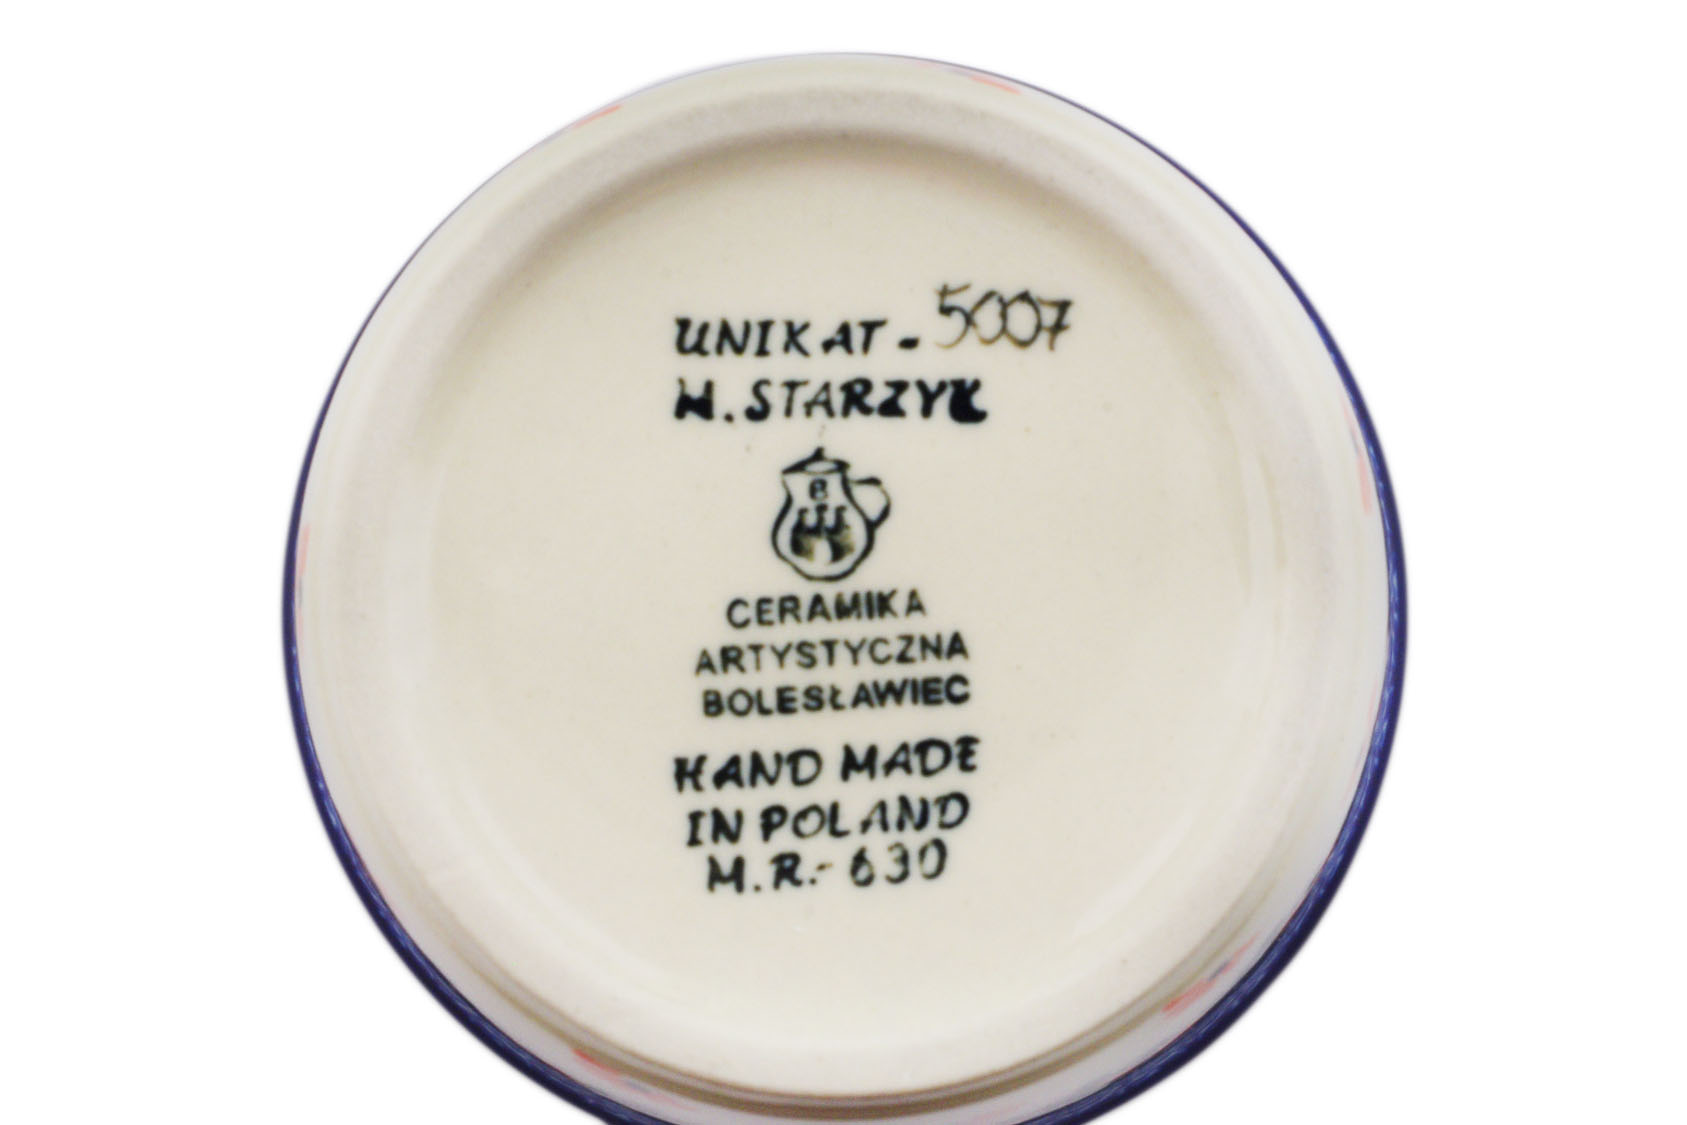 UNIKAT - 5007
M. STARZYK
B
CERAMIKA
ARTYSTYCZNA
BOLESŁAWIEC
HAND MADE
IN POLAND
M.R.- 630